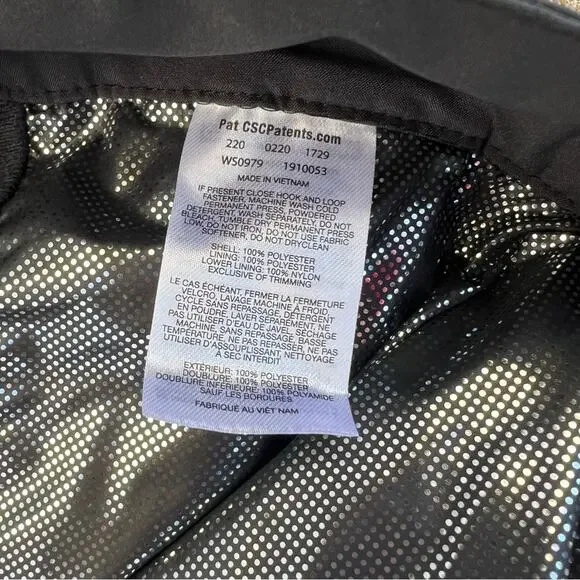 Pat CSCPatents.com
220 0220 1729
WS0979 1910053
MADE IN VIETNAM
IF PRESENT CLOSE HOOK AND LOOP
FASTENER, MACHINE WASH COLD
PERMANENT PRESS, POWDERED
DETERGENT, WASH SEPARATELY, DO NOT
BLEACH, TUMBLE DRY PERMANENT PRESS
LOW, DO NOT IRON, DO NOT USE FABRIC
SOFTENER, DO NOT DRYCLEAN
SHELL: 100% POLYESTER
LINING: 100% POLYESTER
LOWER LINING: 100% NYLON
EXCLUSIVE OF TRIMMING
LE CAS ÉCHÉANT, FERMER LA FERMETURE
VELCRO, LAVAGE MACHINE À FROID,
CYCLE SANS REPASSAGE, DÉTERGENT
EN POUDRE, LAVER SÉPARÉMENT, NE
PAS UTILISER D'EAU DE JAVEL, SÉCHAGE
MACHINE, SANS REPASSAGE, BASSE
TEMPÉRATURE, NE PAS REPASSER, NE PAS
UTILISER D'ASSOUPLISSANT, NETTOYAGE
À SEC INTERDIT
EXTÉRIEUR: 100% POLYESTER
DOUBLURE: 100% POLYESTER
DOUBLURE INFÉRIEURE: 100% POLYAMIDE
SAUF LES BORDURES
FABRIQUÉ AU VIÊT NAM